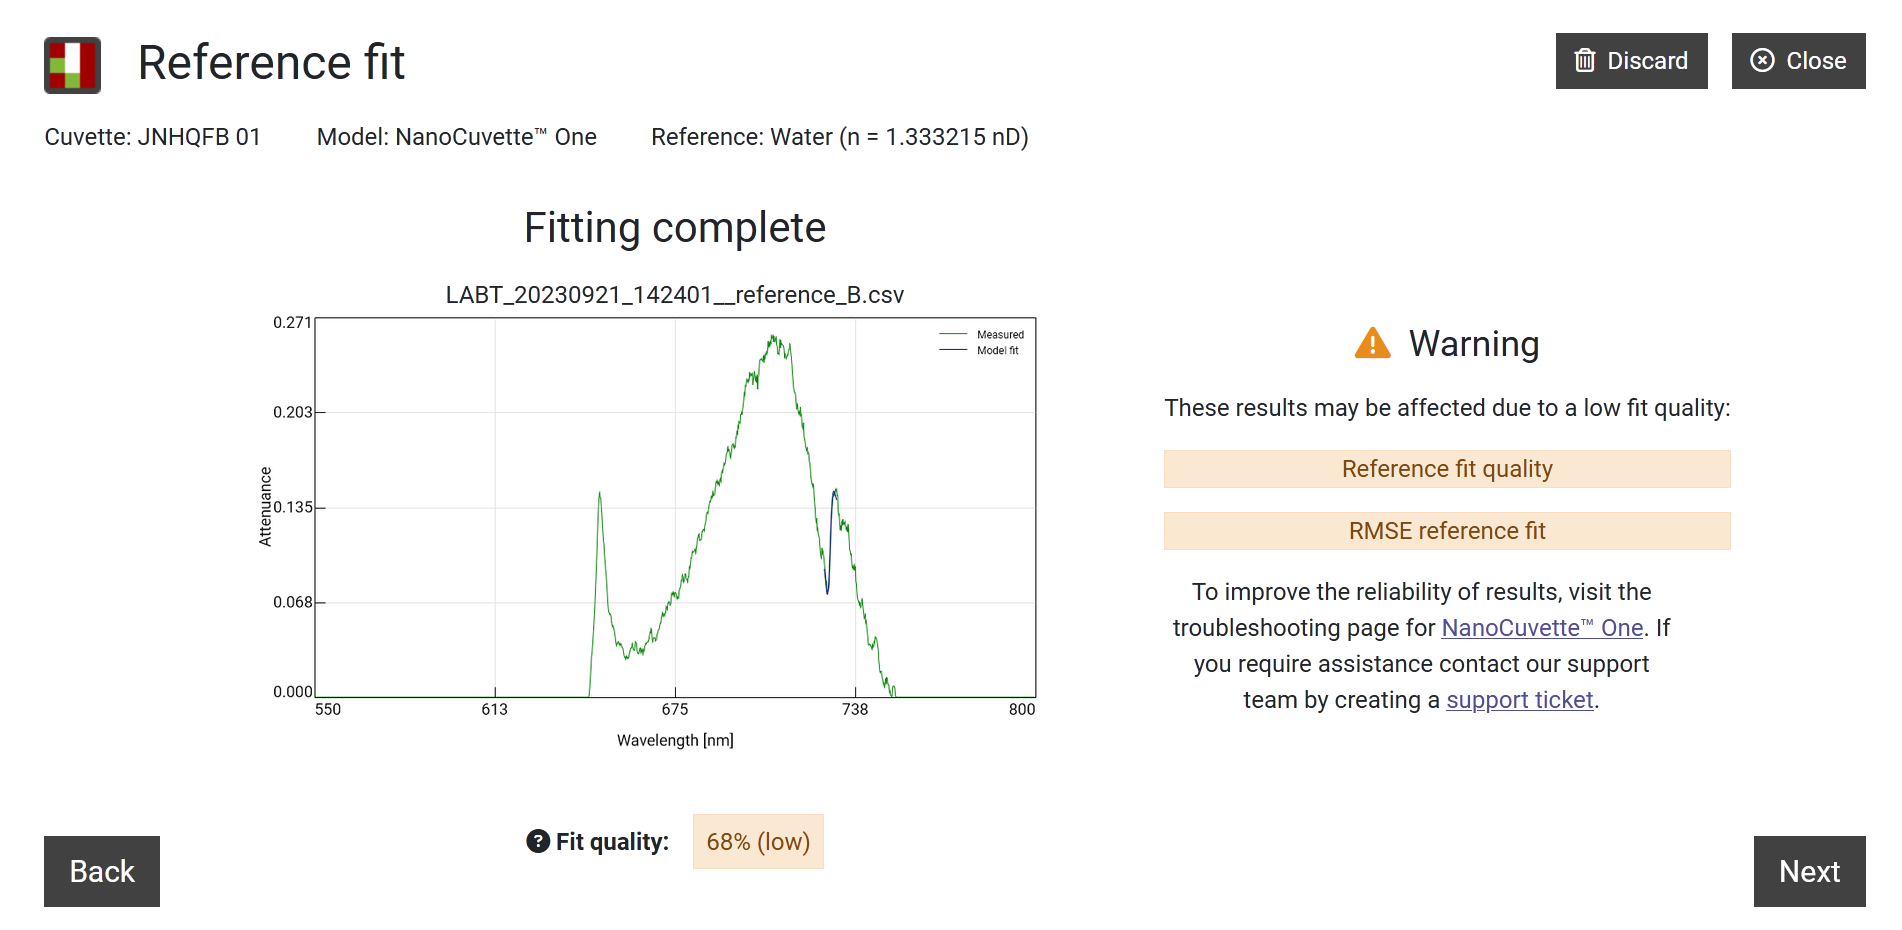 Reference fit
Discard
Close
Cuvette: JNHQFB 01
Model: NanoCuvette™ One
Reference: Water (n = 1.333215 nD)
Fitting complete
LABT_20230921_142401__reference_B.csv
Measured
Model fit
0.271
0.203
0.135
0.068
0.000
Attenuance
550
613
675
738
800
Wavelength [nm]
Fit quality:
68% (low)
Warning
These results may be affected due to a low fit quality:
Reference fit quality
RMSE reference fit
To improve the reliability of results, visit the
troubleshooting page for NanoCuvette™ One. If
you require assistance contact our support
team by creating a support ticket.
Back
Next